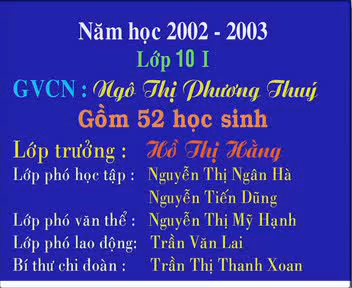 Năm học 2002 - 2003
Lớp 10 I
GVCN : Ngô Thị Phương Thuý
Gồm 52 học sinh
Lớp trưởng : Hồ Thị Hằng
Lớp phó học tập : Nguyễn Thị Ngân Hà
Nguyễn Tiến Dũng
Lớp phó văn thể : Nguyễn Thị Mỹ Hạnh
Lớp phó lao động: Trần Văn Lai
Bí thư chi đoàn : Trần Thị Thanh Xoan